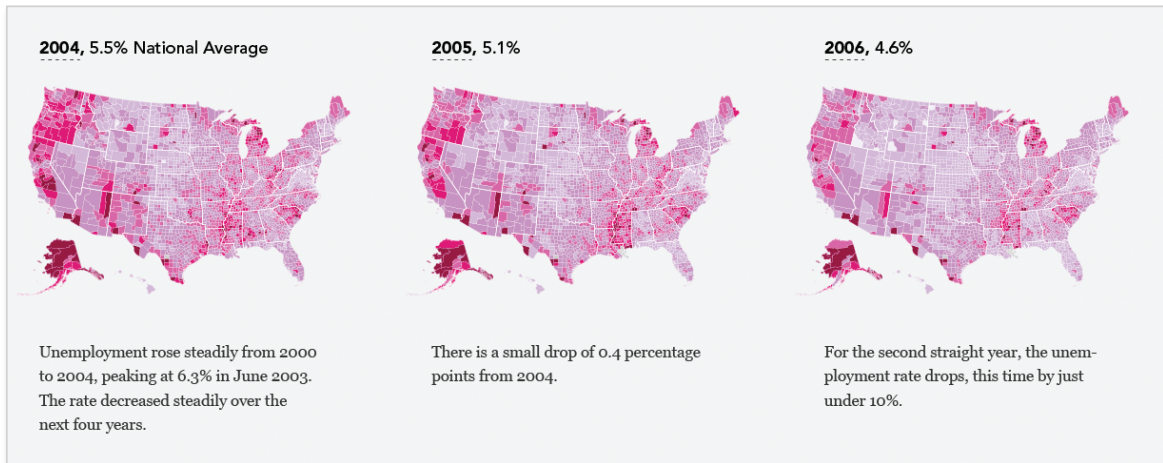 2004, 5.5% National Average
Unemployment rose steadily from 2000
to 2004, peaking at 6.3% in June 2003.
The rate decreased steadily over the
next four years.
2005, 5.1%
There is a small drop of 0.4 percentage
points from 2004.
2006, 4.6%
For the second straight year, the unem-
ployment rate drops, this time by just
under 10%.